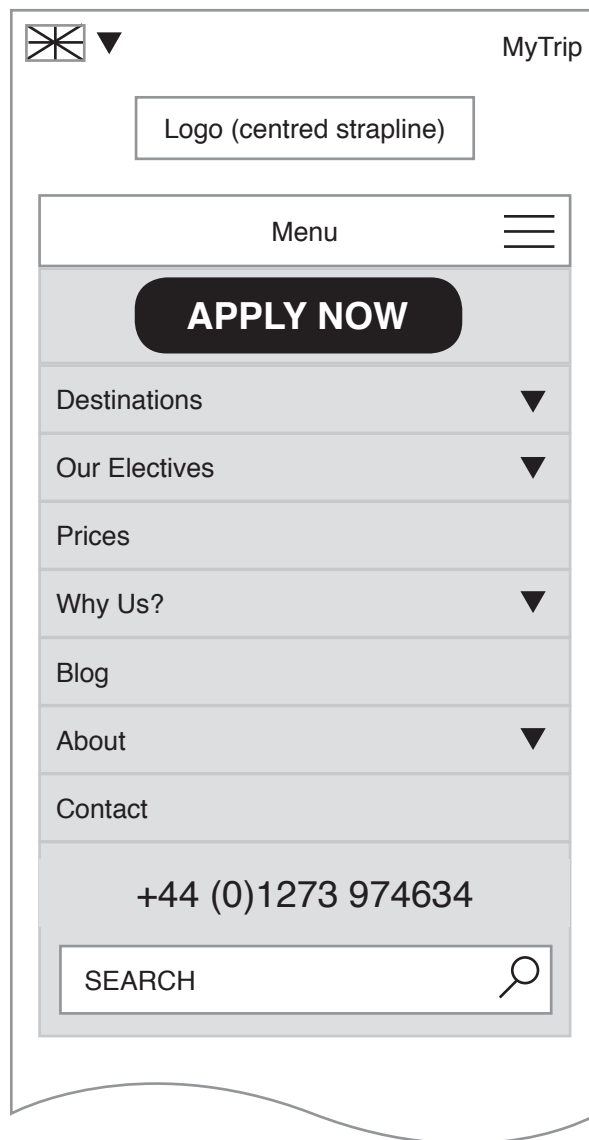 MyTrip
Logo (centred strapline)
Menu
APPLY NOW
Destinations
Our Electives
Prices
Why Us?
Blog
About
Contact
+44 (0)1273 974634
SEARCH